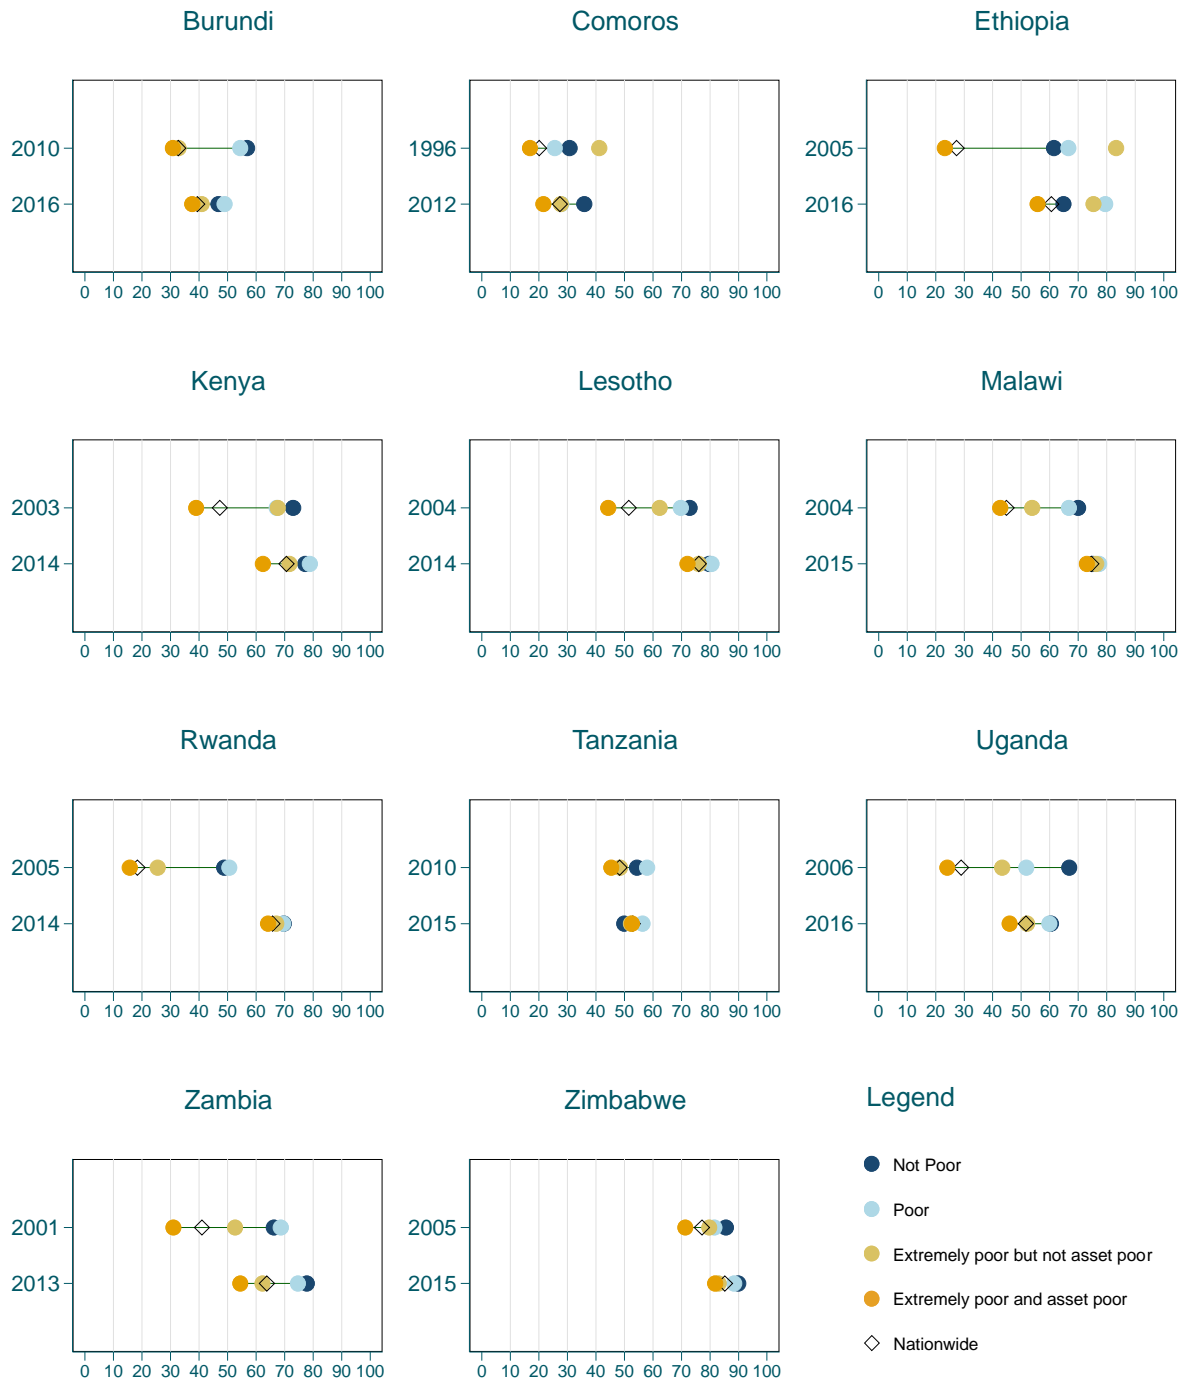 Burundi Comoros Ethiopia
2010 1996 2005
2016 2012 2016
0 10 20 30 40 50 60 70 80 90 100 0 10 20 30 40 50 60 70 80 90 100 0 10 20 30 40 50 60 70 80 90 100
Kenya Lesotho Malawi
2003 2004 2004
2014 2014 2015
0 10 20 30 40 50 60 70 80 90 100 0 10 20 30 40 50 60 70 80 90 100 0 10 20 30 40 50 60 70 80 90 100
Rwanda Tanzania Uganda
2005 2010 2006
2014 2015 2016
0 10 20 30 40 50 60 70 80 90 100 0 10 20 30 40 50 60 70 80 90 100 0 10 20 30 40 50 60 70 80 90 100
Zambia Zimbabwe Legend
2001 2005
2013 2015
0 10 20 30 40 50 60 70 80 90 100 0 10 20 30 40 50 60 70 80 90 100
Not Poor
Poor
Extremely poor but not asset poor
Extremely poor and asset poor
Nationwide